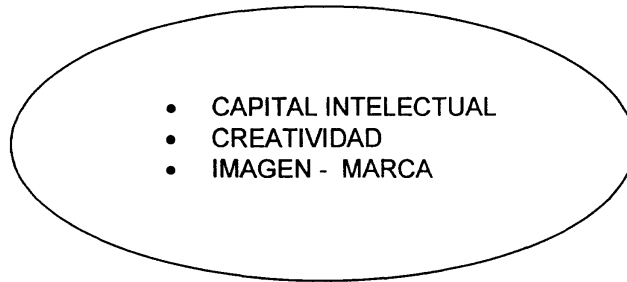 • CAPITAL INTELECTUAL
• CREATIVIDAD
• IMAGEN - MARCA